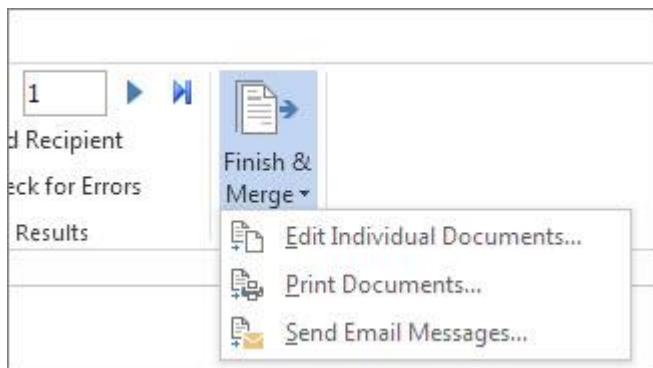 1
d Recipient
eck for Errors
Results
Finish &
Merge
Edit Individual Documents...
Print Documents...
Send Email Messages...